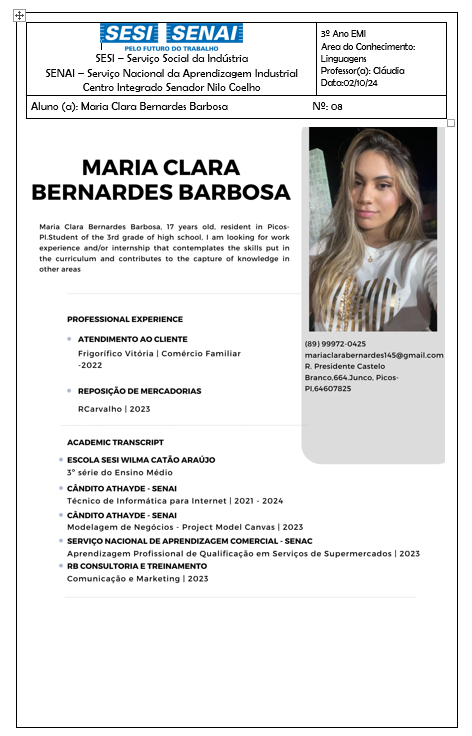 SESI SENAI
PELO FUTURO DO TRABALHO
SESI – Serviço Social da Indústria
SENAI – Serviço Nacional da Aprendizagem Industrial
Centro Integrado Senador Nilo Coelho
3º Ano EMI
Area do Conhecimento:
Linguagens
Professor(a): Cláudia
Data:02/10/24
Aluno (a): Maria Clara Bernardes Barbosa Nº: 08
MARIA CLARA
BERNARDES BARBOSA
Maria Clara Bernardes Barbosa, 17 years old, resident in Picos-
PI.Student of the 3rd grade of high school, I am looking for work
experience and/or internship that contemplates the skills put in
the curriculum and contributes to the capture of knowledge in
other areas
(89) 99972-0425
mariaclarabernardes145@gmail.com
R. Presidente Castelo
Branco,664.Junco, Picos-
PI,64607825
PROFESSIONAL EXPERIENCE
ATENDIMENTO AO CLIENTE
Frigorífico Vitória | Comércio Familiar
-2022
REPOSIÇÃO DE MERCADORIAS
RCarvalho | 2023
ACADEMIC TRANSCRIPT
ESCOLA SESI WILMA CATÃO ARAÚJO
3º série do Ensino Médio
CÂNDITO ATHAYDE - SENAI
Técnico de Informática para Internet | 2021 - 2024
CÂNDITO ATHAYDE - SENAI
Modelagem de Negócios - Project Model Canvas | 2023
SERVIÇO NACIONAL DE APRENDIZAGEM COMERCIAL - SENAC
Aprendizagem Profissional de Qualificação em Serviços de Supermercados | 2023
RB CONSULTORIA E TREINAMENTO
Comunicação e Marketing | 2023